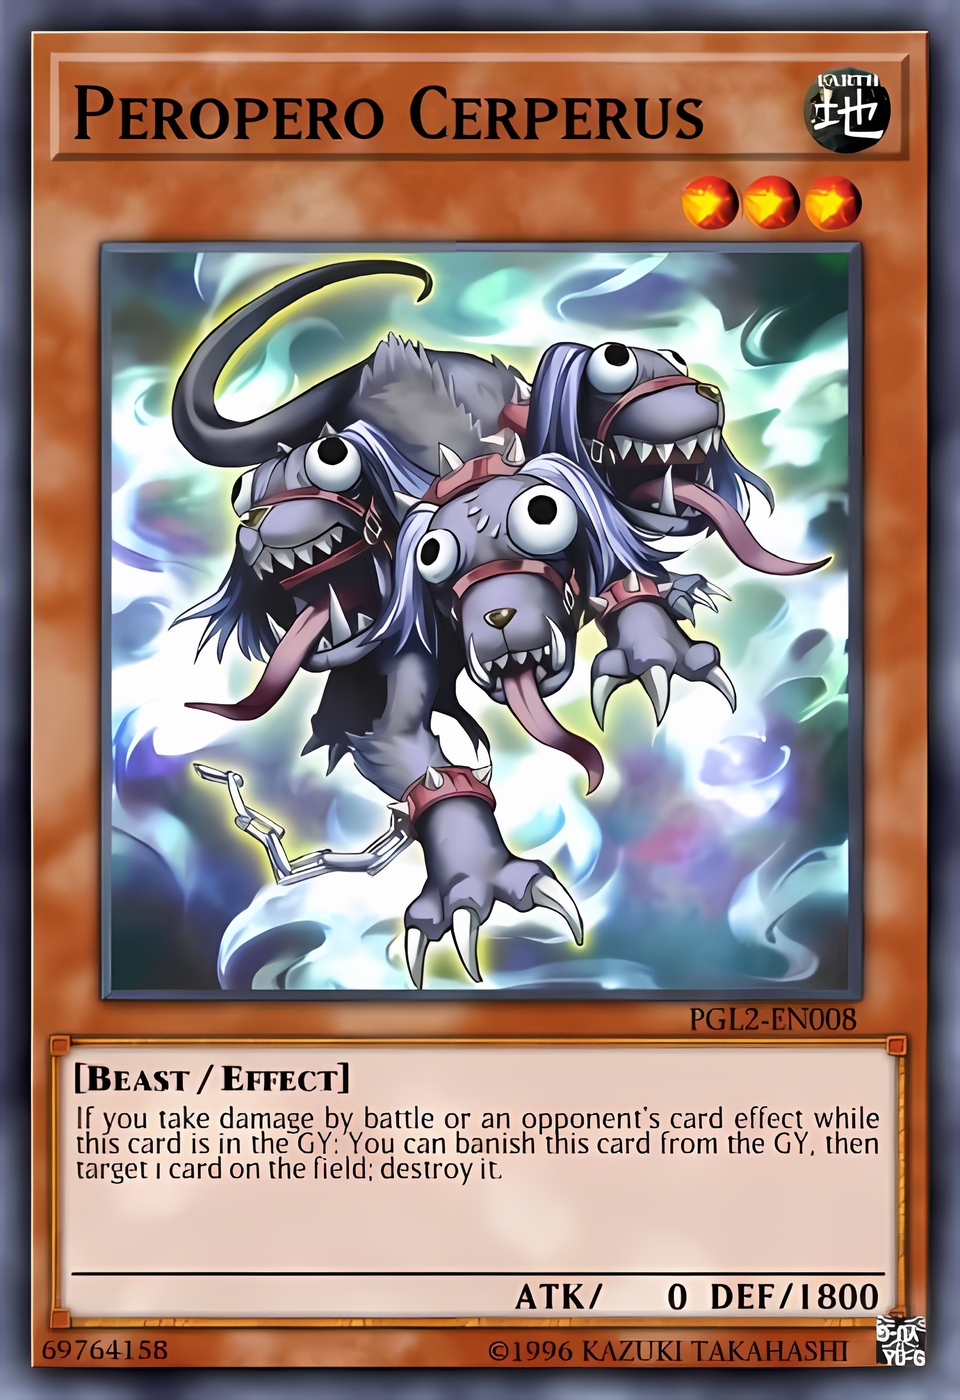 PEROPERO CERPERUS
EARTH
地
PGL2-EN008
[BEAST / EFFECT]
If you take damage by battle or an opponent's card effect while
this card is in the GY: You can banish this card from the GY, then
target 1 card on the field; destroy it.
ATK/ 0 DEF/1800
69764158
©1996 KAZUKI TAKAHASHI